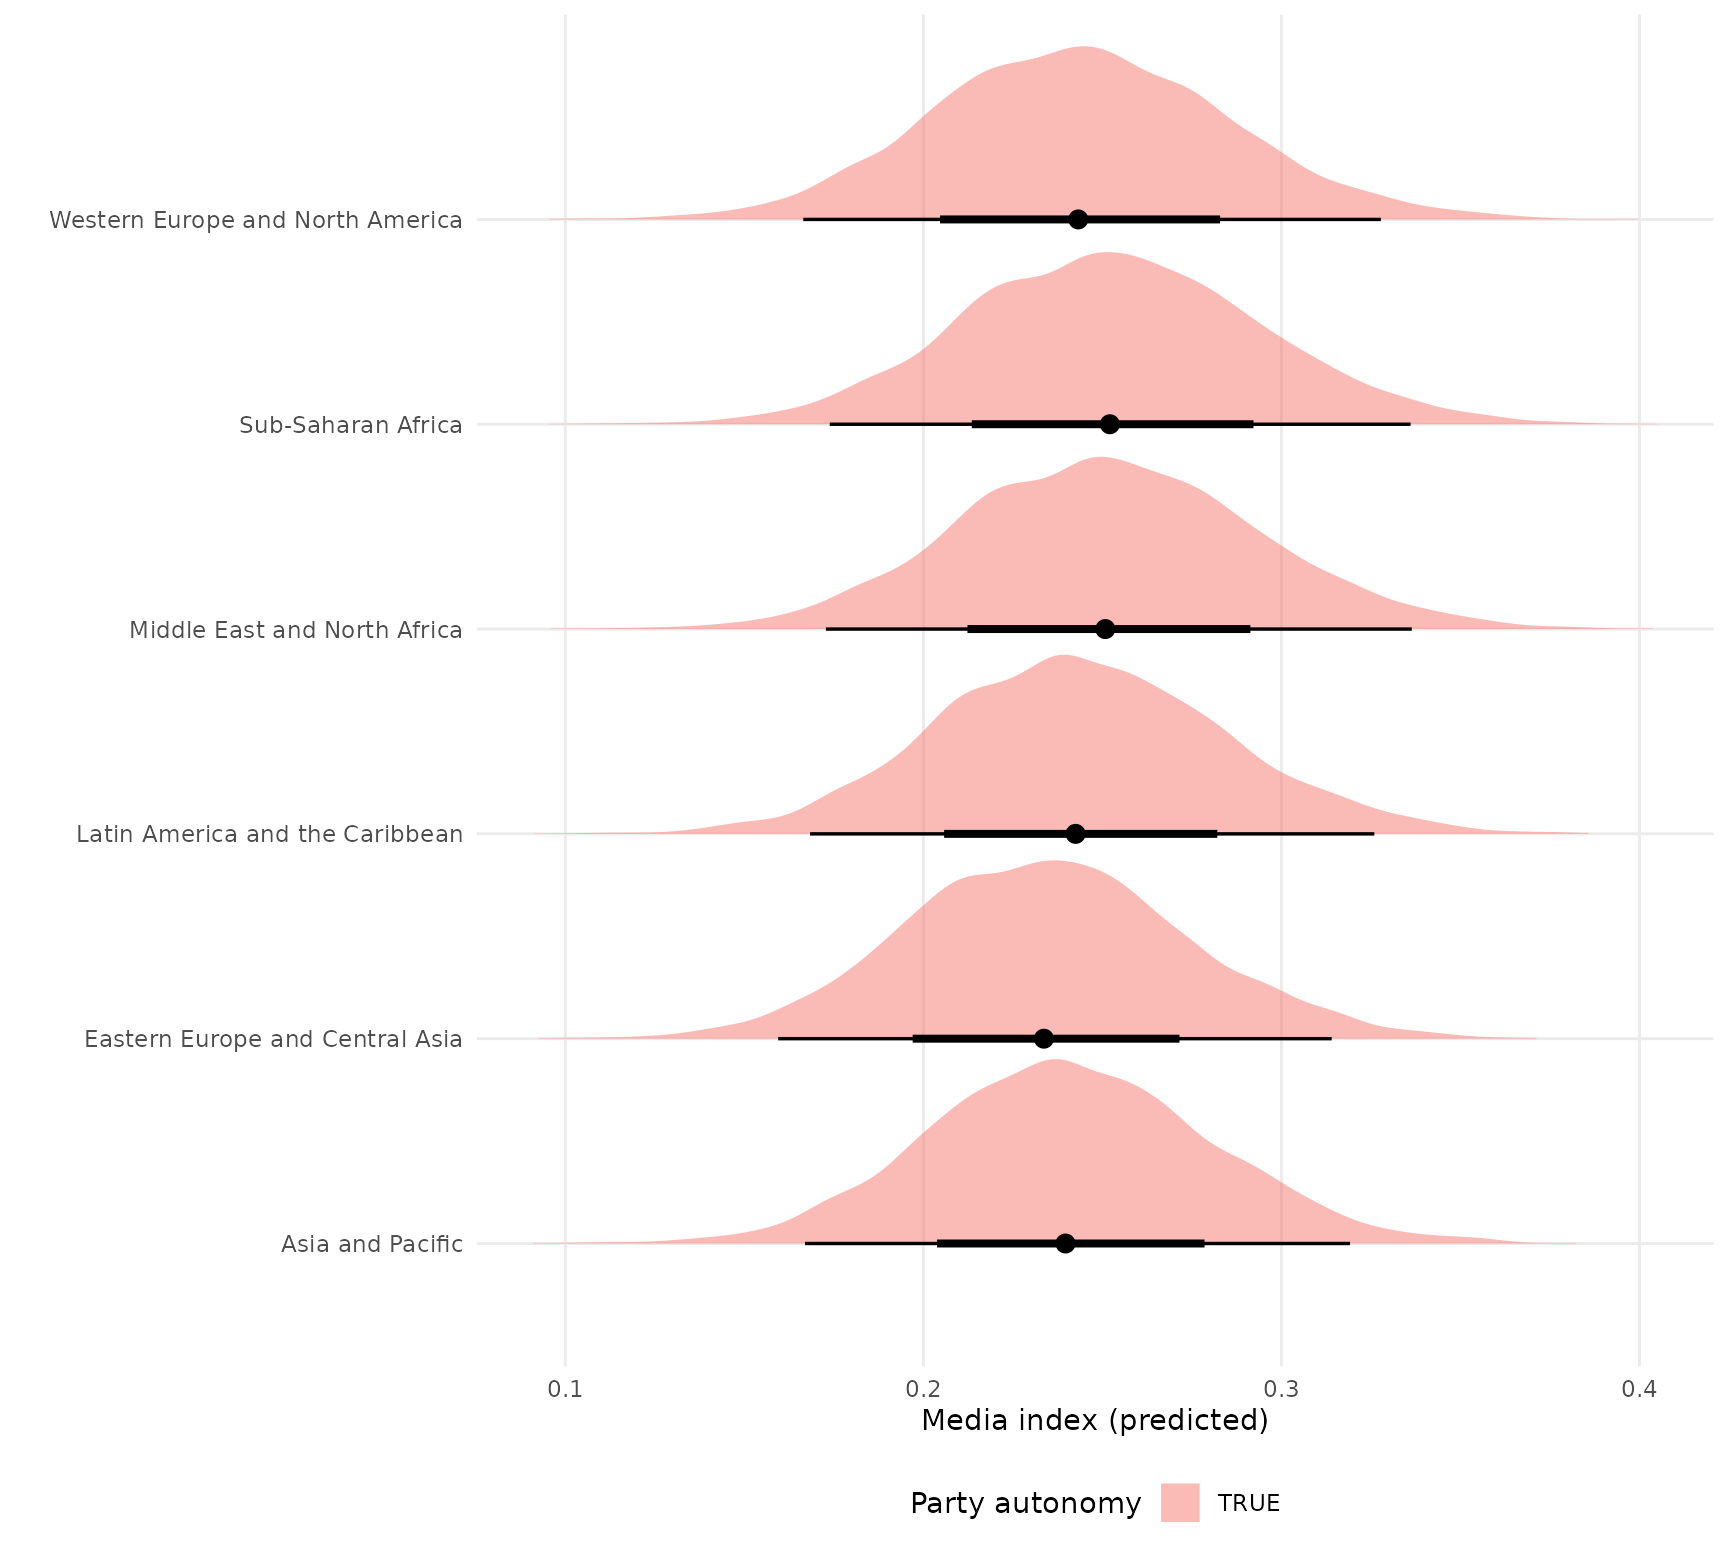 Western Europe and North America
Sub-Saharan Africa
Middle East and North Africa
Latin America and the Caribbean
Eastern Europe and Central Asia
Asia and Pacific
0.1 0.2 0.3 0.4
Media index (predicted)
Party autonomy TRUE